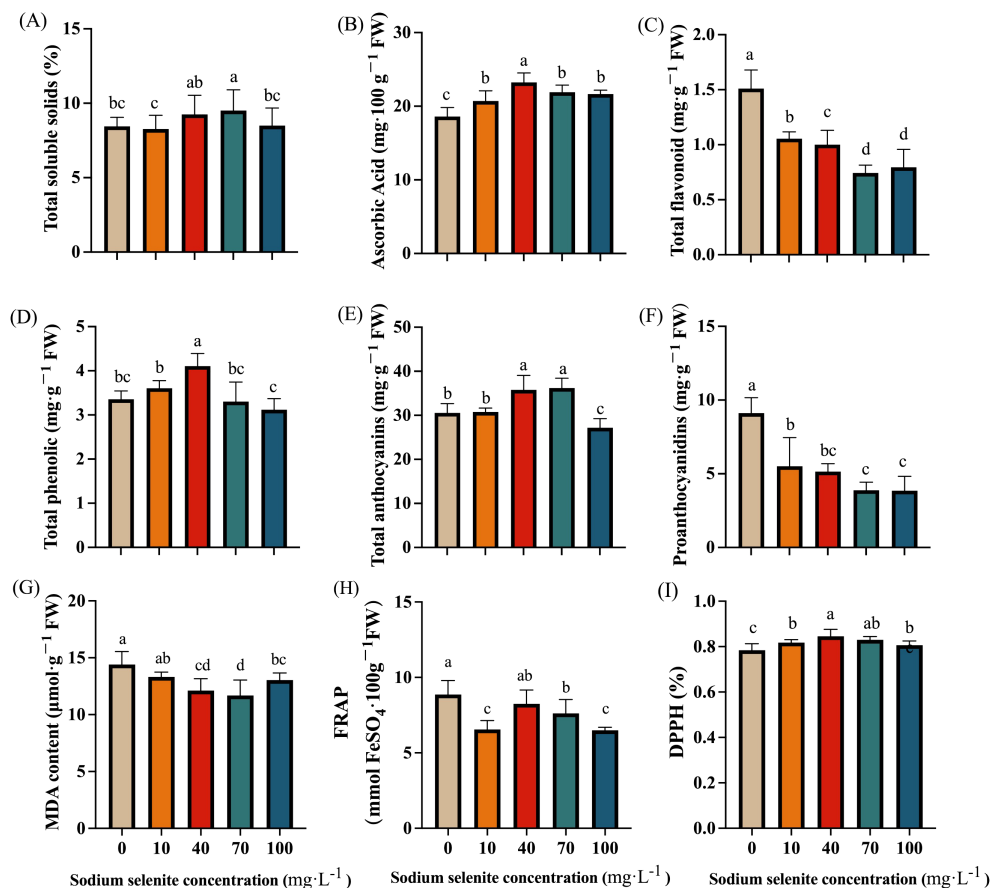 (A)
Total soluble solids (%)
15
10
5
0
bc
c
ab
a
bc
(B)
Ascorbic Acid (mg·100 g⁻¹ FW)
30
20
10
0
c
b
a
b
b
(C)
Total flavonoid (mg·g⁻¹ FW)
2.0
1.5
1.0
0.5
0.0
a
b
c
d
d
(D)
Total phenolic (mg·g⁻¹ FW)
5
4
3
2
1
0
bc
b
a
bc
c
(E)
Total anthocyanins (mg·g⁻¹ FW)
50
40
30
20
10
0
b
b
a
a
c
(F)
Proanthocyanidins (mg·g⁻¹ FW)
15
10
5
0
a
b
bc
c
c
(G)
MDA content (μmol·g⁻¹ FW)
20
15
10
5
0
a
ab
cd
d
bc
0 10 40 70 100
Sodium selenite concentration (mg·L⁻¹)
(H)
FRAP
(mmol FeSO₄·100g⁻¹FW)
15
10
5
0
a
c
ab
b
c
0 10 40 70 100
Sodium selenite concentration (mg·L⁻¹)
(I)
DPPH (%)
1.0
0.8
0.6
0.4
0.2
0.0
c
b
a
ab
b
c
0 10 40 70 100
Sodium selenite concentration (mg·L⁻¹)